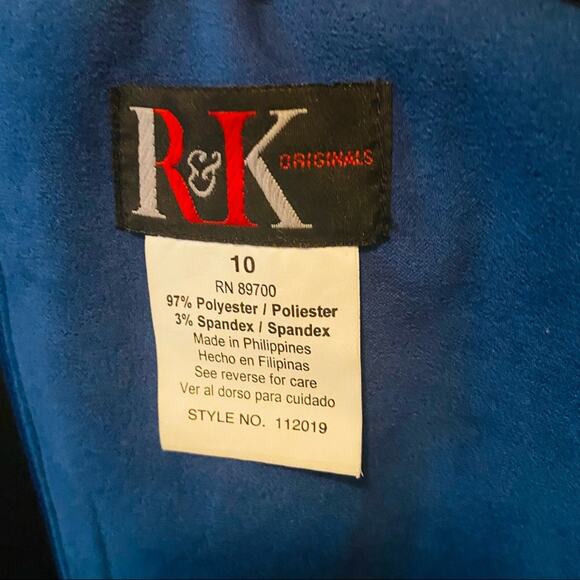 R&K ORIGINALS
10
RN 89700
97% Polyester / Poliester
3% Spandex / Spandex
Made in Philippines
Hecho en Filipinas
See reverse for care
Ver al dorso para cuidado
STYLE NO. 112019